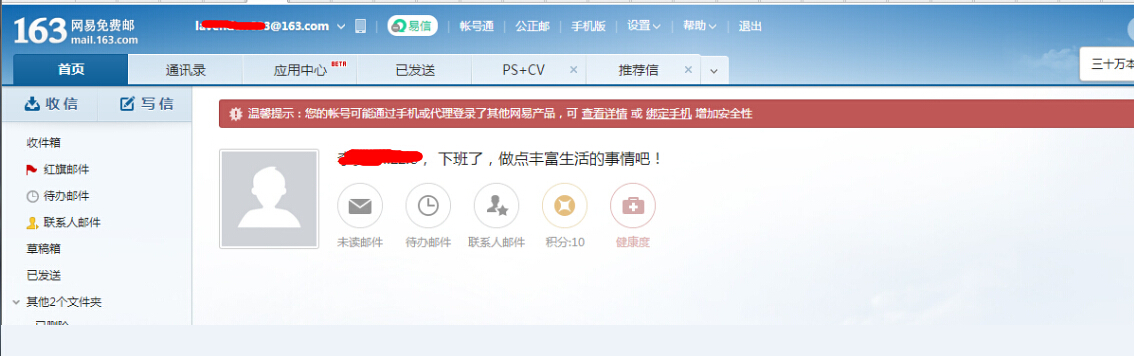 163 网易免费邮
mail.163.com
3@163.com
易信
帐号通
公正邮
手机版
设置
帮助
退出
首页
通讯录
应用中心 BETA
已发送
PS+CV ×
推荐信 ×
三十万本
收信
写信
温馨提示：您的帐号可能通过手机或代理登录了其他网易产品，可 查看详情 或 绑定手机 增加安全性
收件箱
红旗邮件
待办邮件
联系人邮件
草稿箱
已发送
其他2个文件夹
已删除
，下班了，做点丰富生活的事情吧！
未读邮件
待办邮件
联系人邮件
积分:10
健康度